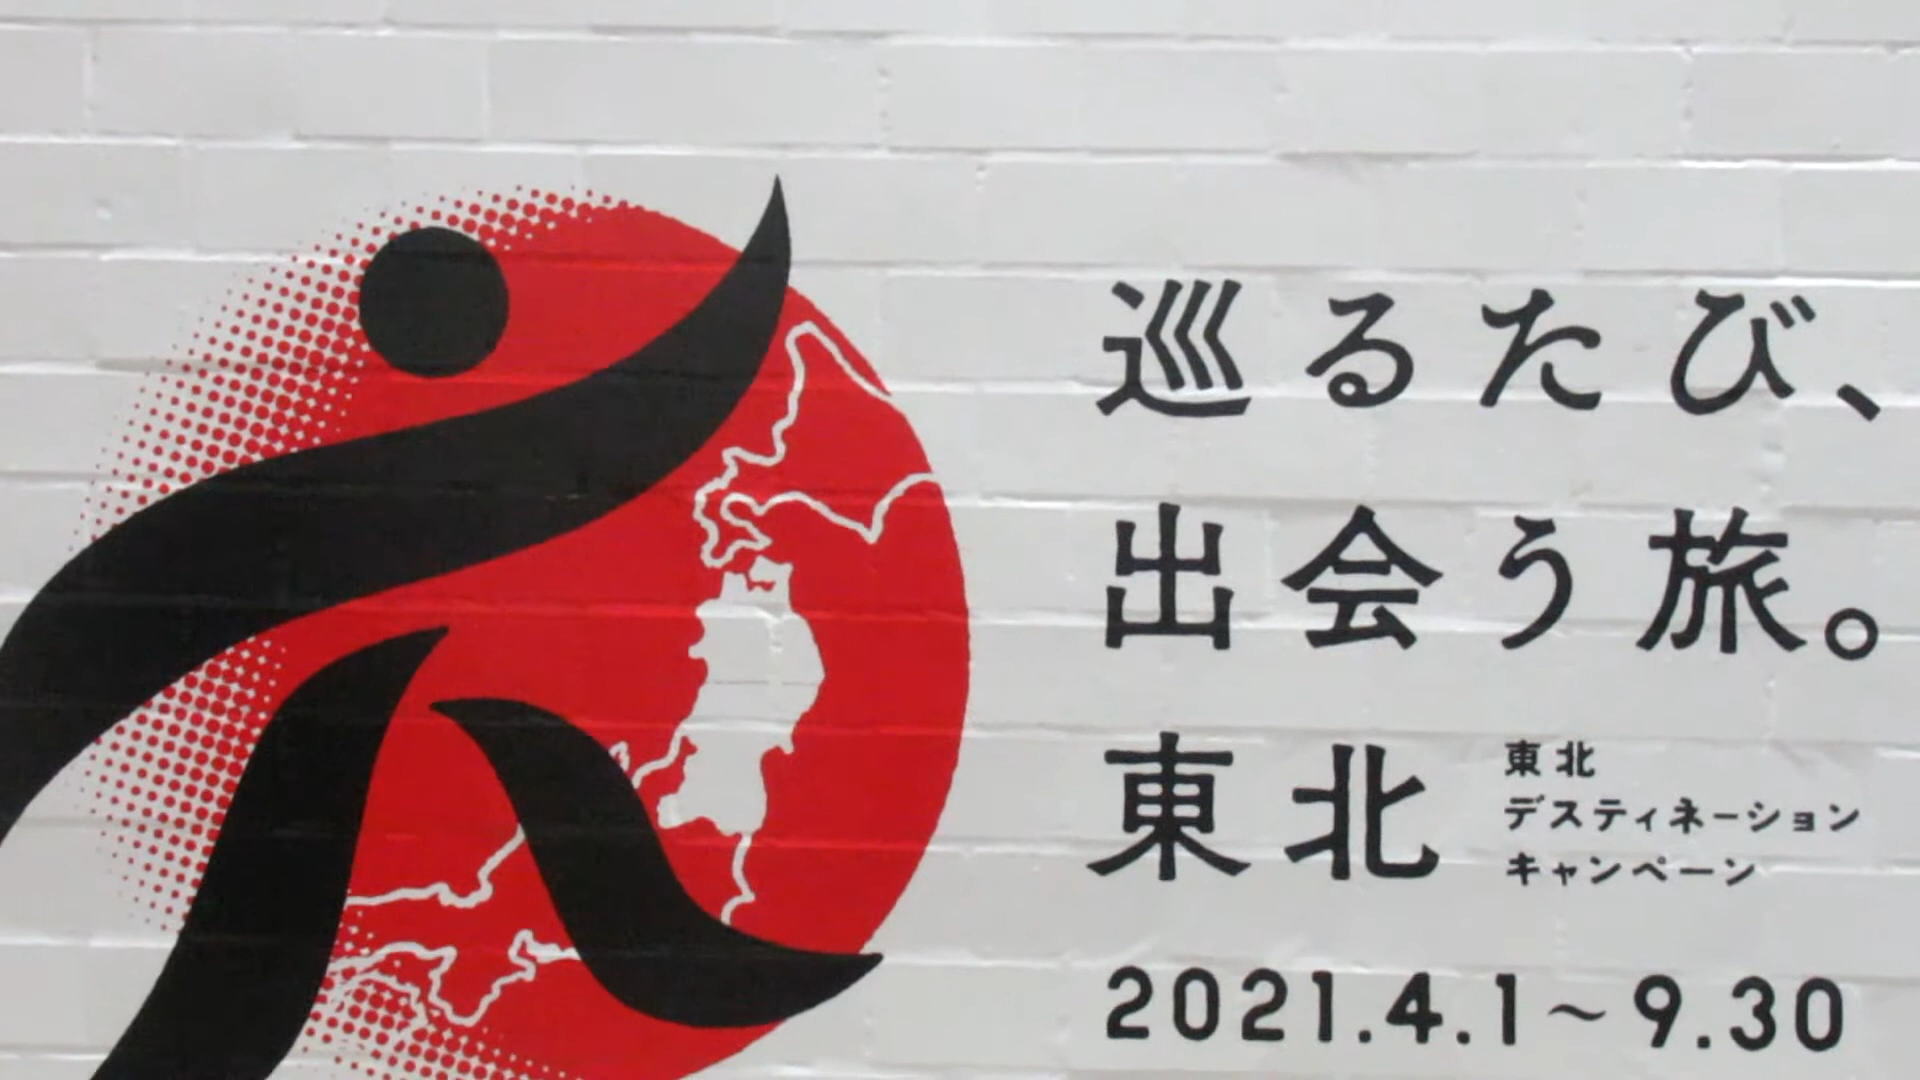 巡るたび、
出会う旅。
東北
東北
デスティネーション
キャンペーン
2021.4.1~9.30